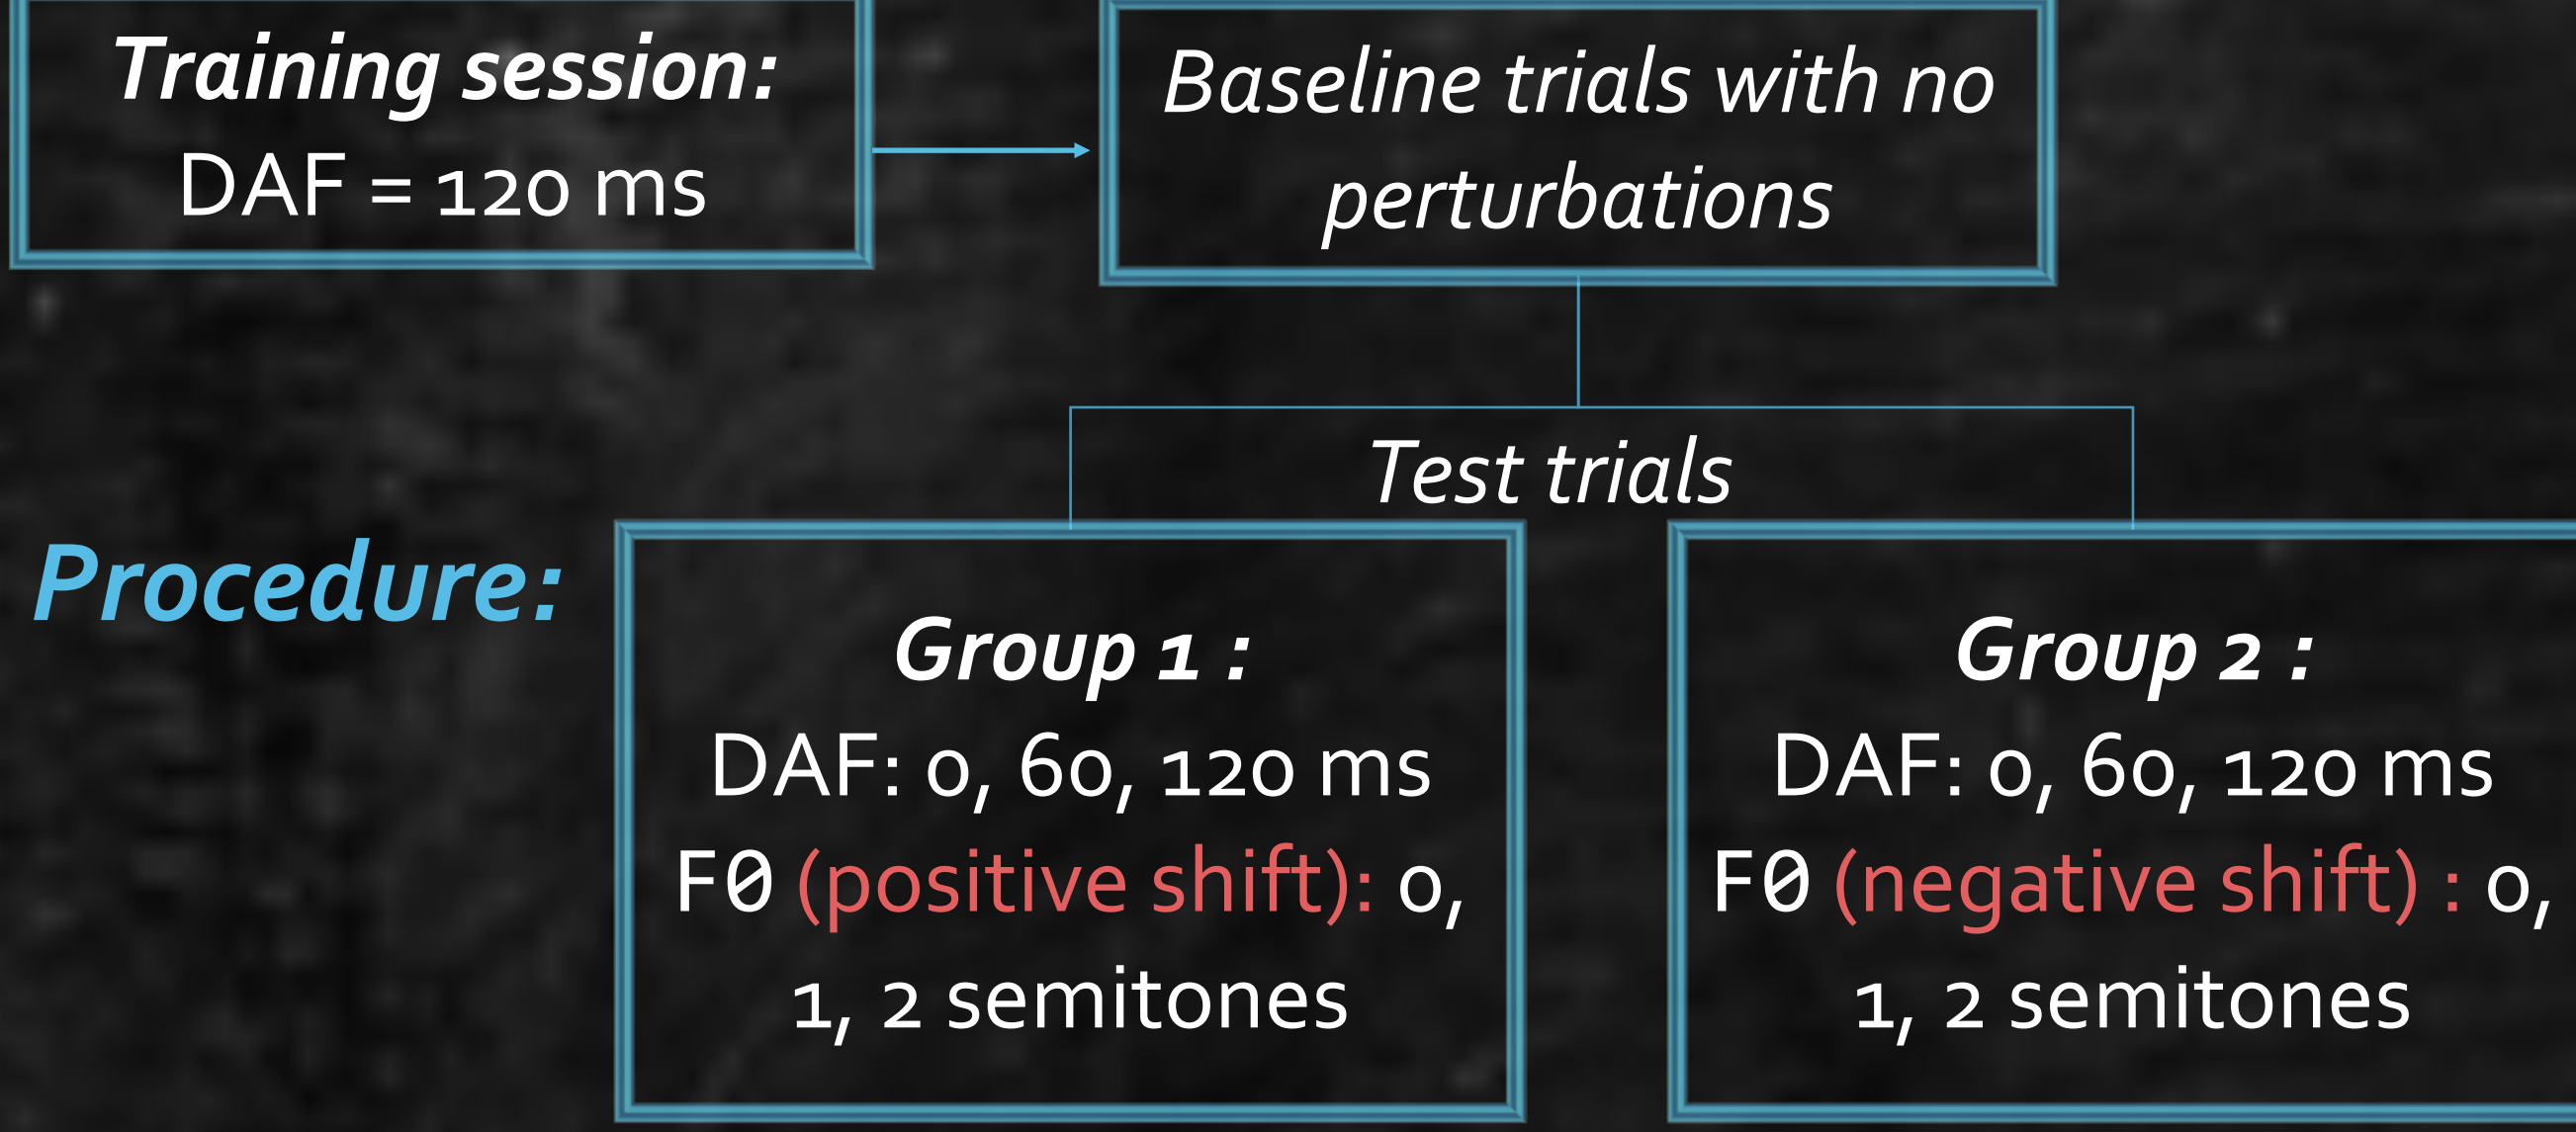 Training session:
DAF = 120 ms
Baseline trials with no
perturbations
Test trials
Procedure:
Group 1 :
DAF: 0, 60, 120 ms
F0 (positive shift): 0,
1, 2 semitones
Group 2 :
DAF: 0, 60, 120 ms
F0 (negative shift) : 0,
1, 2 semitones